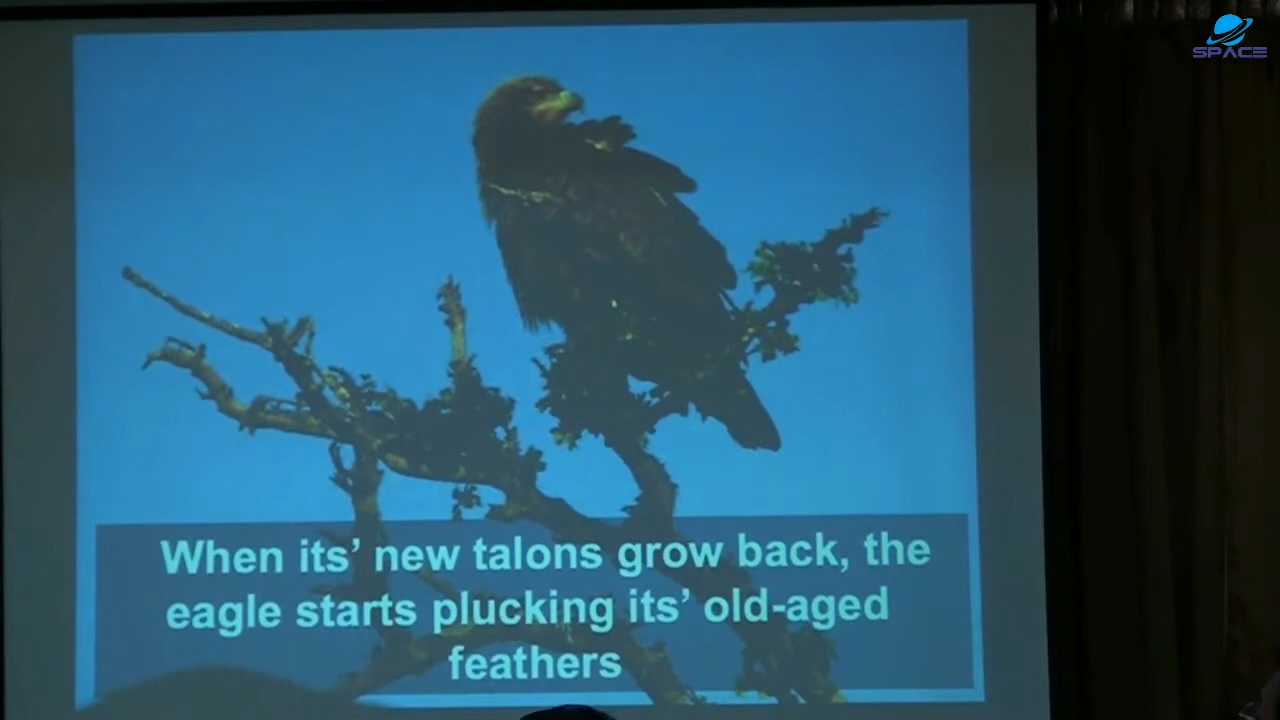 SPACE
When its’ new talons grow back, the
eagle starts plucking its’ old-aged
feathers